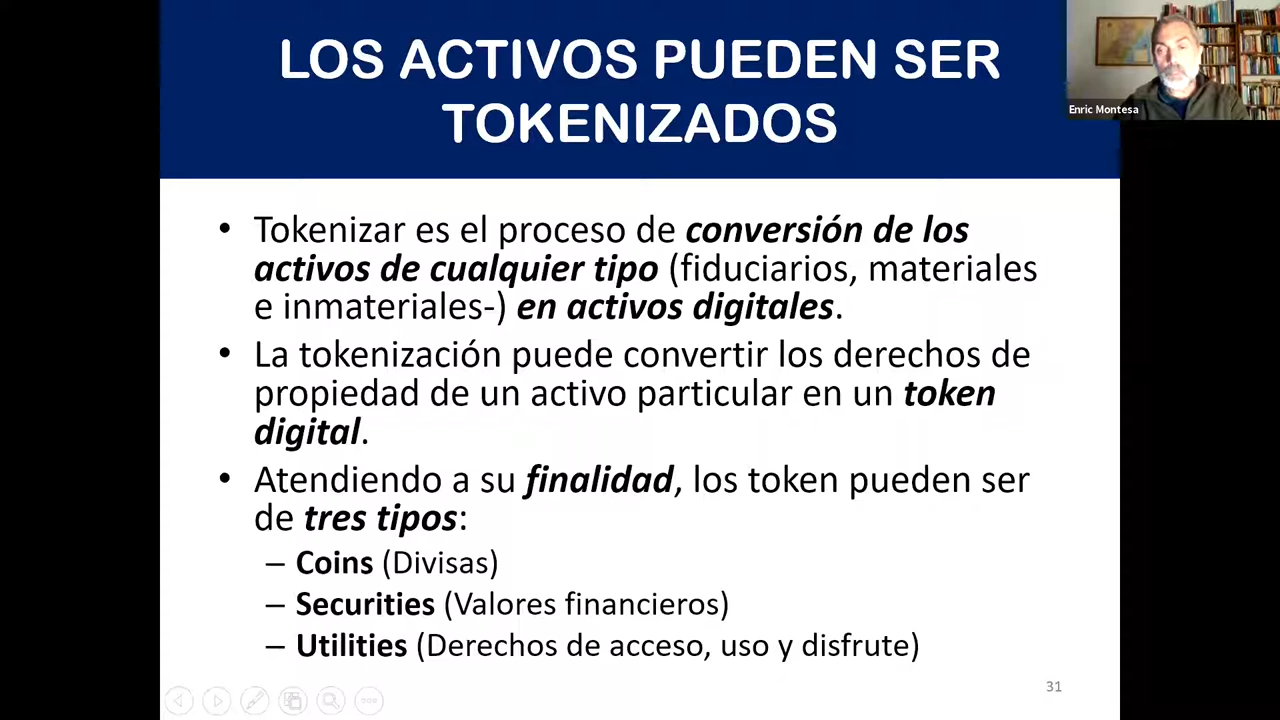 LOS ACTIVOS PUEDEN SER
TOKENIZADOS
Enric Montesa
• Tokenizar es el proceso de conversión de los
activos de cualquier tipo (fiduciarios, materiales
e inmateriales-) en activos digitales.
• La tokenización puede convertir los derechos de
propiedad de un activo particular en un token
digital.
• Atendiendo a su finalidad, los token pueden ser
de tres tipos:
– Coins (Divisas)
– Securities (Valores financieros)
– Utilities (Derechos de acceso, uso y disfrute)
31